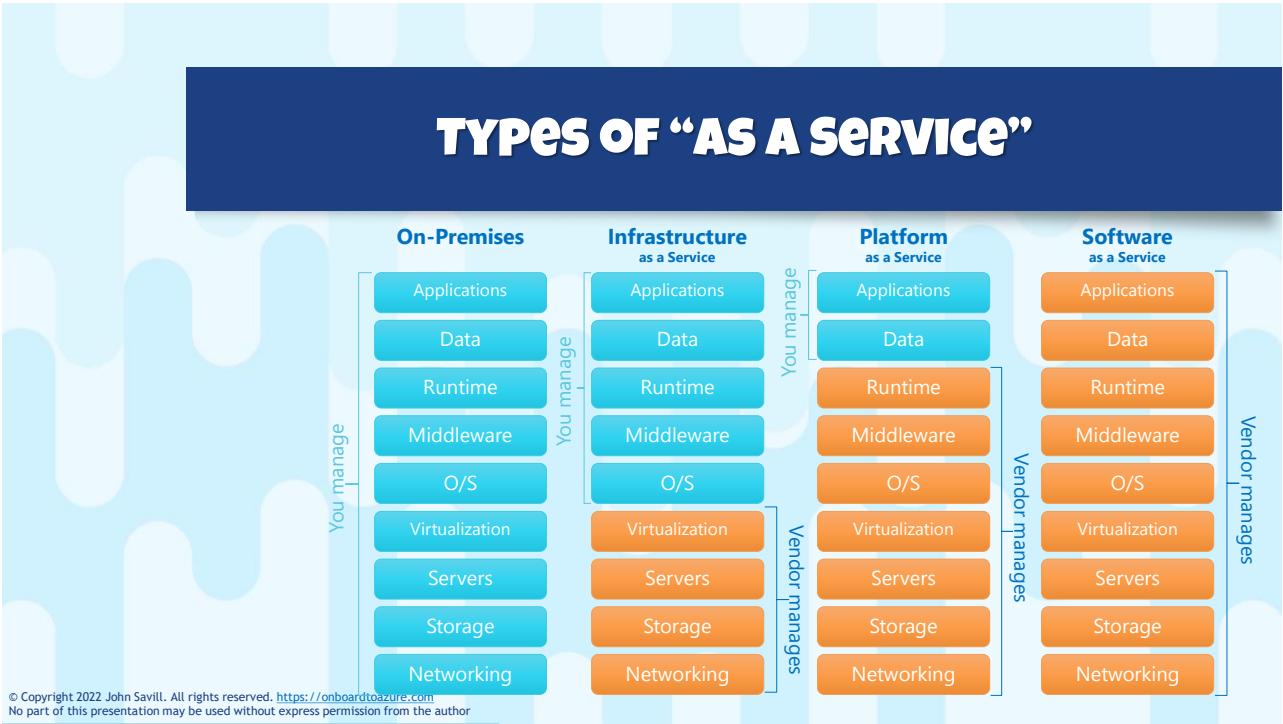 TYPES OF “AS A SERVICE”
On-Premises
Applications
Data
Runtime
Middleware
O/S
Virtualization
Servers
Storage
Networking
You manage
Infrastructure
as a Service
Applications
Data
Runtime
Middleware
O/S
Virtualization
Servers
Storage
Networking
You manage
Vendor manages
Platform
as a Service
Applications
Data
Runtime
Middleware
O/S
Virtualization
Servers
Storage
Networking
You manage
Vendor manages
Software
as a Service
Applications
Data
Runtime
Middleware
O/S
Virtualization
Servers
Storage
Networking
Vendor manages
© Copyright 2022 John Savill. All rights reserved. https://onboardtoazure.com
No part of this presentation may be used without express permission from the author